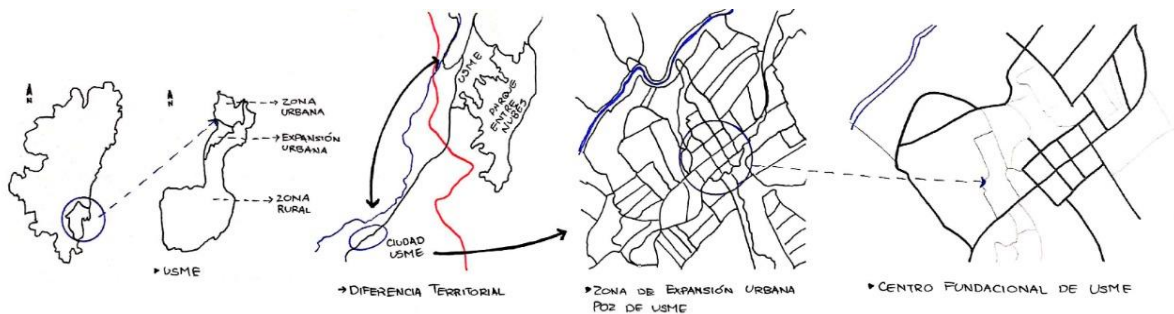 N
N
ZONA
URBANA
EXPANSIÓN
URBANA
ZONA
RURAL
USME
USME
PARQUE
ENTRE
NUBES
CIUDAD
USME
DIFERENCIA TERRITORIAL
ZONA DE EXPANSIÓN URBANA
POZ DE USME
CENTRO FUNDACIONAL DE USME